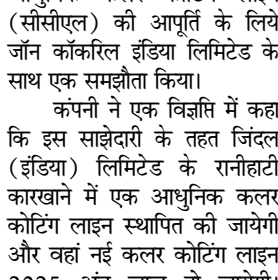 (सीसीएल) की आपूर्ति के लिये
जॉन कॉकरिल इंडिया लिमिटेड के
साथ एक समझौता किया।
कंपनी ने एक विज्ञप्ति में कहा
कि इस साझेदारी के तहत जिंदल
(इंडिया) लिमिटेड के रानीहाटी
कारखाने में एक आधुनिक कलर
कोटिंग लाइन स्थापित की जायेगी
और वहां नई कलर कोटिंग लाइन